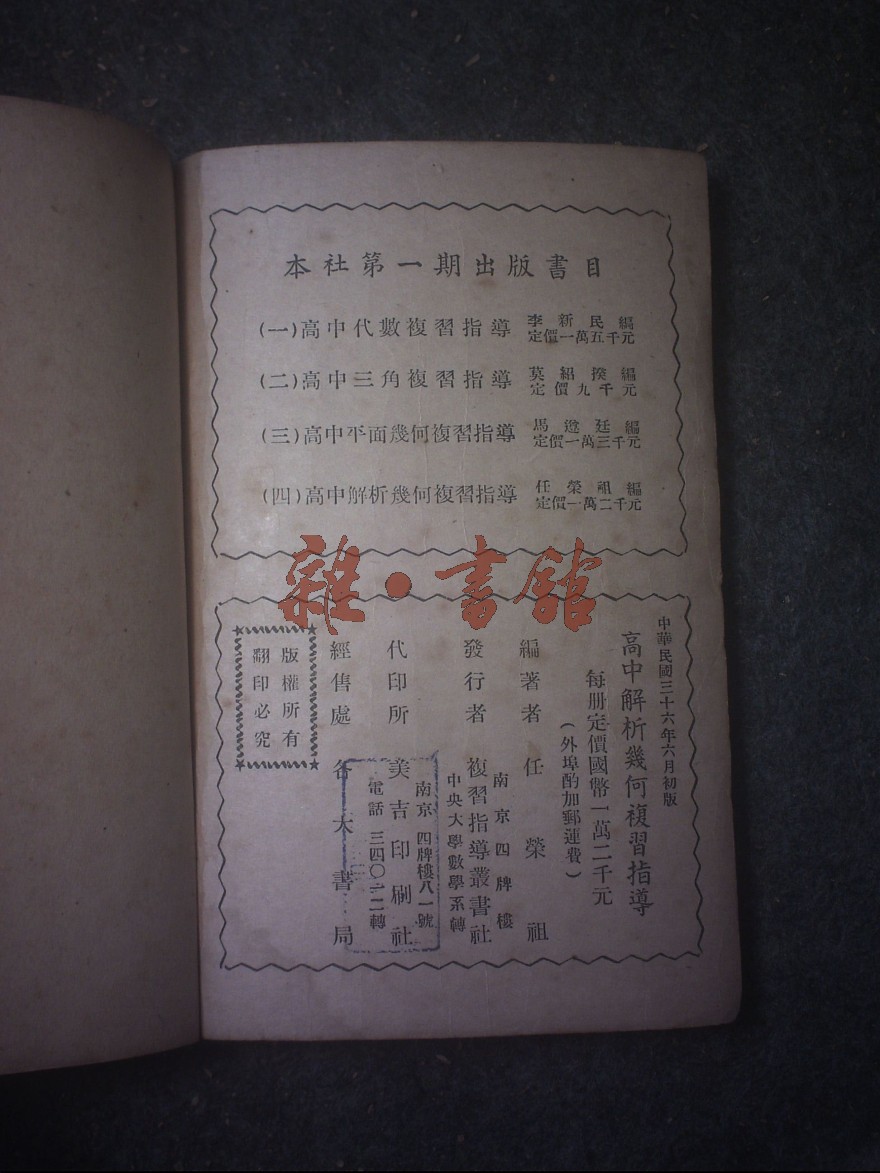 本社第一期出版書目
(一)高中代數複習指導 李新民編
定價一萬五千元
(二)高中三角複習指導 莫紹揆編
定價九千元
(三)高中平面幾何複習指導 馬遵廷編
定價一萬三千元
(四)高中解析幾何複習指導 任榮祖編
定價一萬二千元
雜·書館
中華民國三十六年六月初版
高中解析幾何複習指導
每册定價國幣一萬二千元
(外埠酌加郵運費)
編著者 任榮祖
南京四牌樓
發行者 複習指導叢書社
中央大學數學系轉
南京四牌樓八一號
代印所 美吉印刷社
電話 三四〇二二轉
經售處 各大書局
版權所有
翻印必究